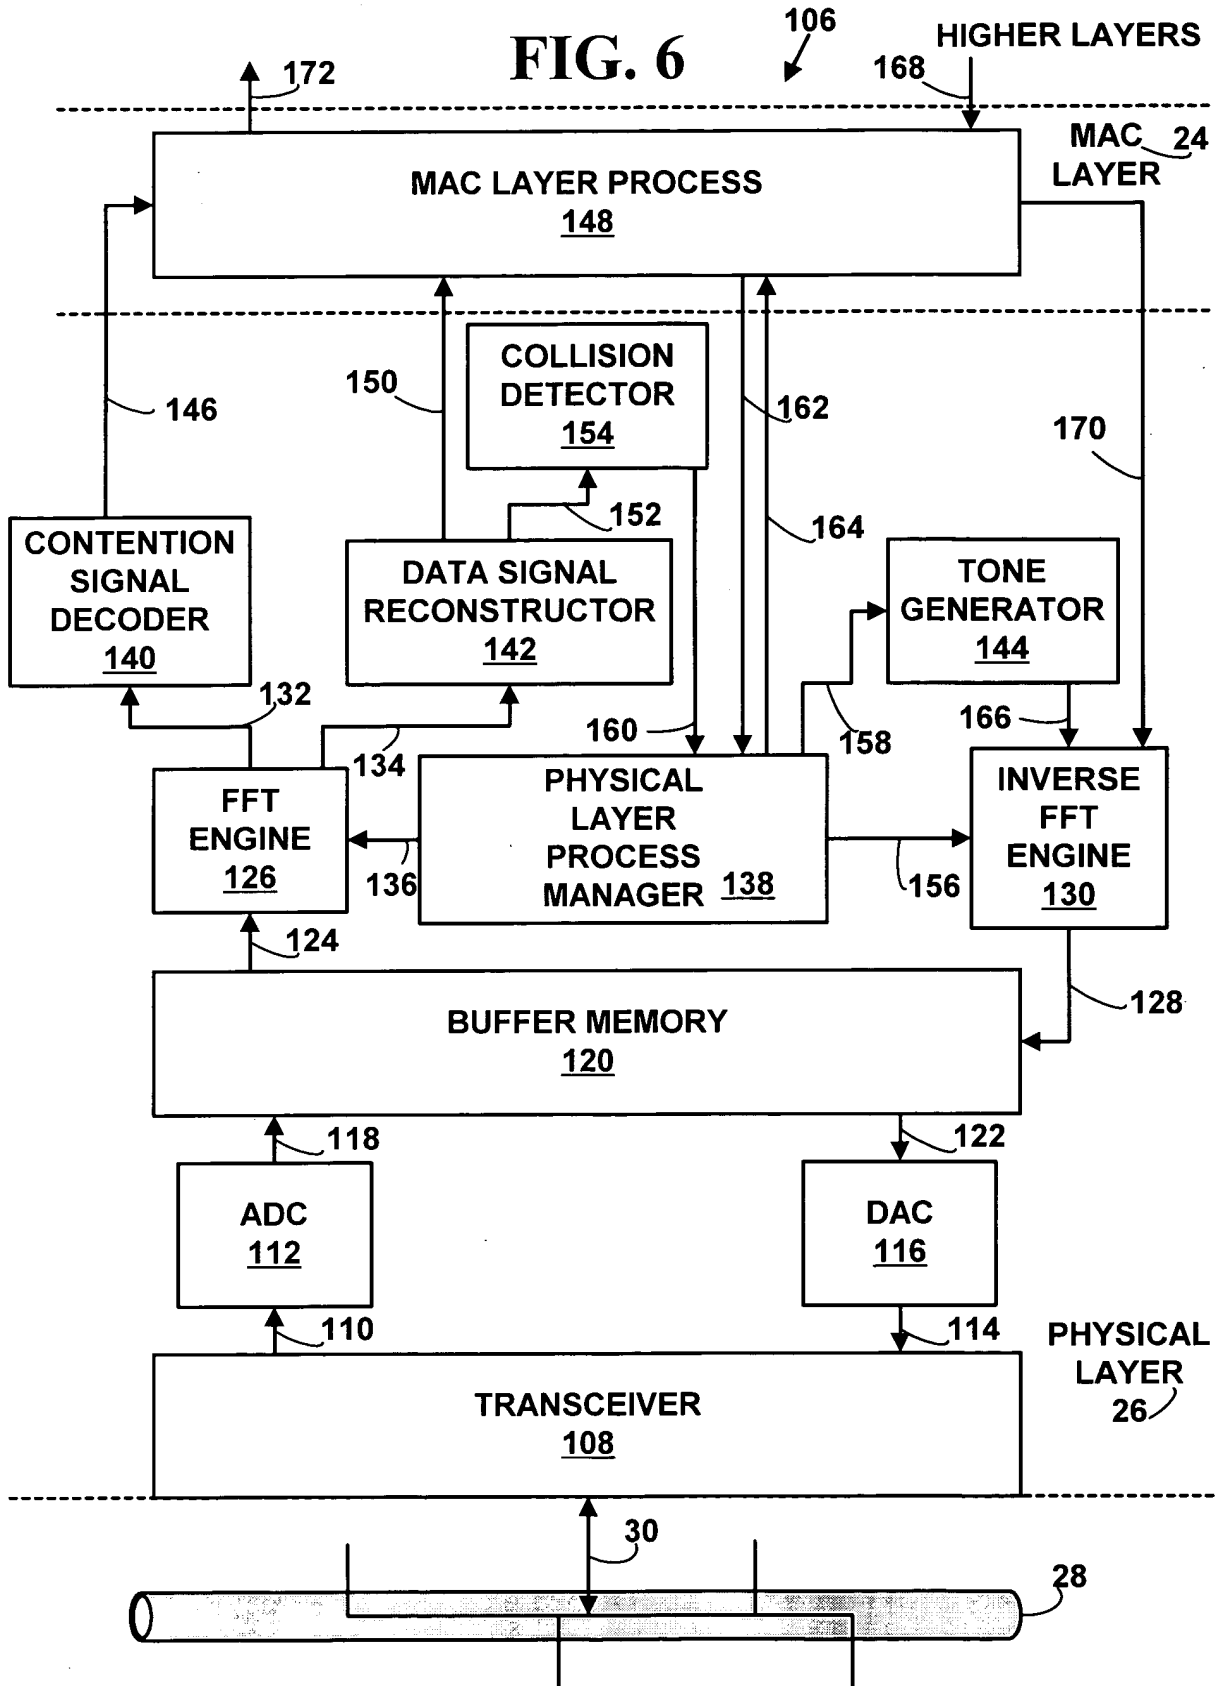 FIG. 6
106
HIGHER LAYERS
172
168
MAC 24
LAYER
MAC LAYER PROCESS
148
COLLISION
DETECTOR
154
150
162
146
170
152
164
CONTENTION
SIGNAL
DECODER
140
DATA SIGNAL
RECONSTRUCTOR
142
TONE
GENERATOR
144
132
134
160
158
166
FFT
ENGINE
126
136
PHYSICAL
LAYER
PROCESS
MANAGER 138
156
INVERSE
FFT
ENGINE
130
124
128
BUFFER MEMORY
120
118
122
ADC
112
DAC
116
110
114
PHYSICAL
LAYER
26
TRANSCEIVER
108
30
28